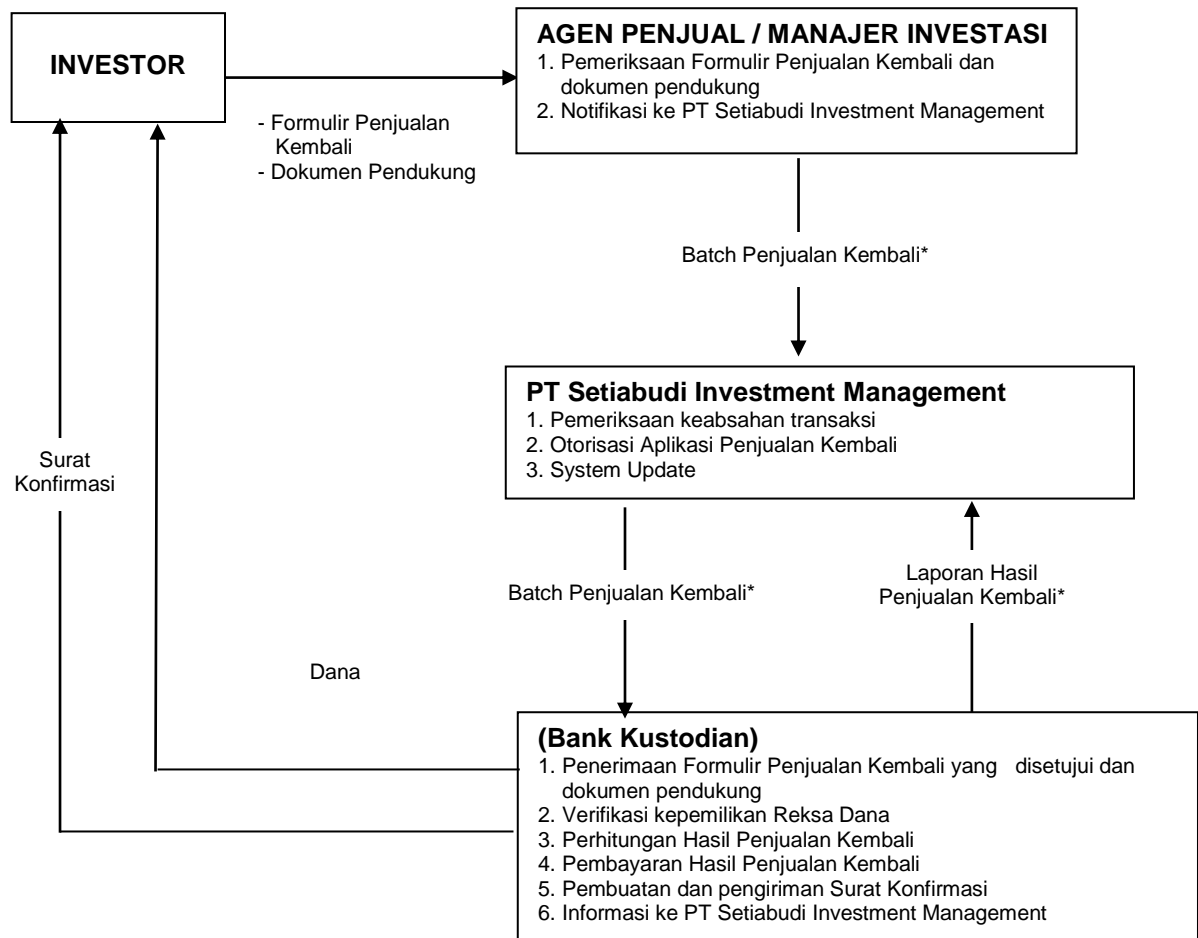 INVESTOR
AGEN PENJUAL / MANAJER INVESTASI
1. Pemeriksaan Formulir Penjualan Kembali dan
dokumen pendukung
2. Notifikasi ke PT Setiabudi Investment Management
- Formulir Penjualan
Kembali
- Dokumen Pendukung
Batch Penjualan Kembali*
PT Setiabudi Investment Management
1. Pemeriksaan keabsahan transaksi
2. Otorisasi Aplikasi Penjualan Kembali
3. System Update
Surat
Konfirmasi
Batch Penjualan Kembali*
Laporan Hasil
Penjualan Kembali*
Dana
(Bank Kustodian)
1. Penerimaan Formulir Penjualan Kembali yang disetujui dan
dokumen pendukung
2. Verifikasi kepemilikan Reksa Dana
3. Perhitungan Hasil Penjualan Kembali
4. Pembayaran Hasil Penjualan Kembali
5. Pembuatan dan pengiriman Surat Konfirmasi
6. Informasi ke PT Setiabudi Investment Management